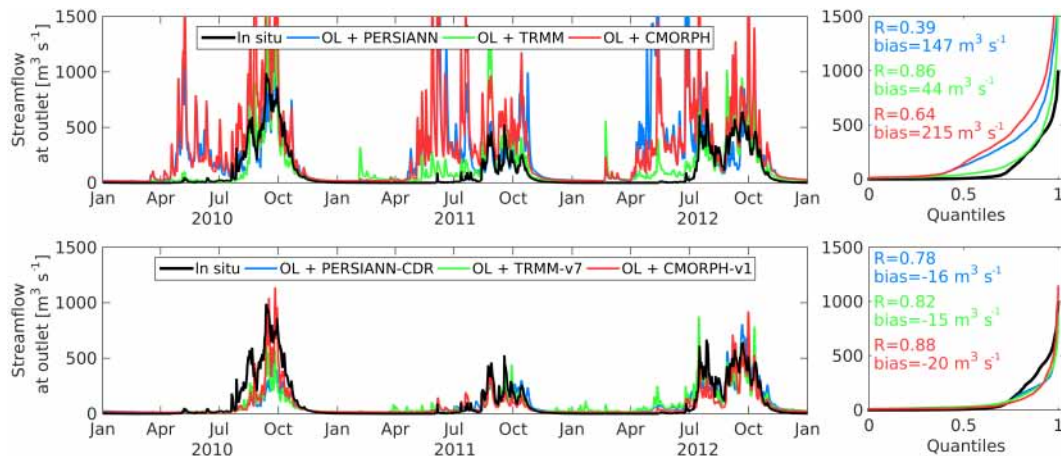 Streamflow
at outlet [m³ s⁻¹]
1500
1000
500
0
In situ OL + PERSIANN OL + TRMM OL + CMORPH
Jan Apr Jul Oct Jan Apr Jul Oct Jan Apr Jul Oct Jan
2010 2011 2012
1500
1000
500
0
R=0.39
bias=147 m³ s⁻¹
R=0.86
bias=44 m³ s⁻¹
R=0.64
bias=215 m³ s⁻¹
0 0.5 1
Quantiles
Streamflow
at outlet [m³ s⁻¹]
1500
1000
500
0
In situ OL + PERSIANN-CDR OL + TRMM-v7 OL + CMORPH-v1
Jan Apr Jul Oct Jan Apr Jul Oct Jan Apr Jul Oct Jan
2010 2011 2012
1500
1000
500
0
R=0.78
bias=-16 m³ s⁻¹
R=0.82
bias=-15 m³ s⁻¹
R=0.88
bias=-20 m³ s⁻¹
0 0.5 1
Quantiles